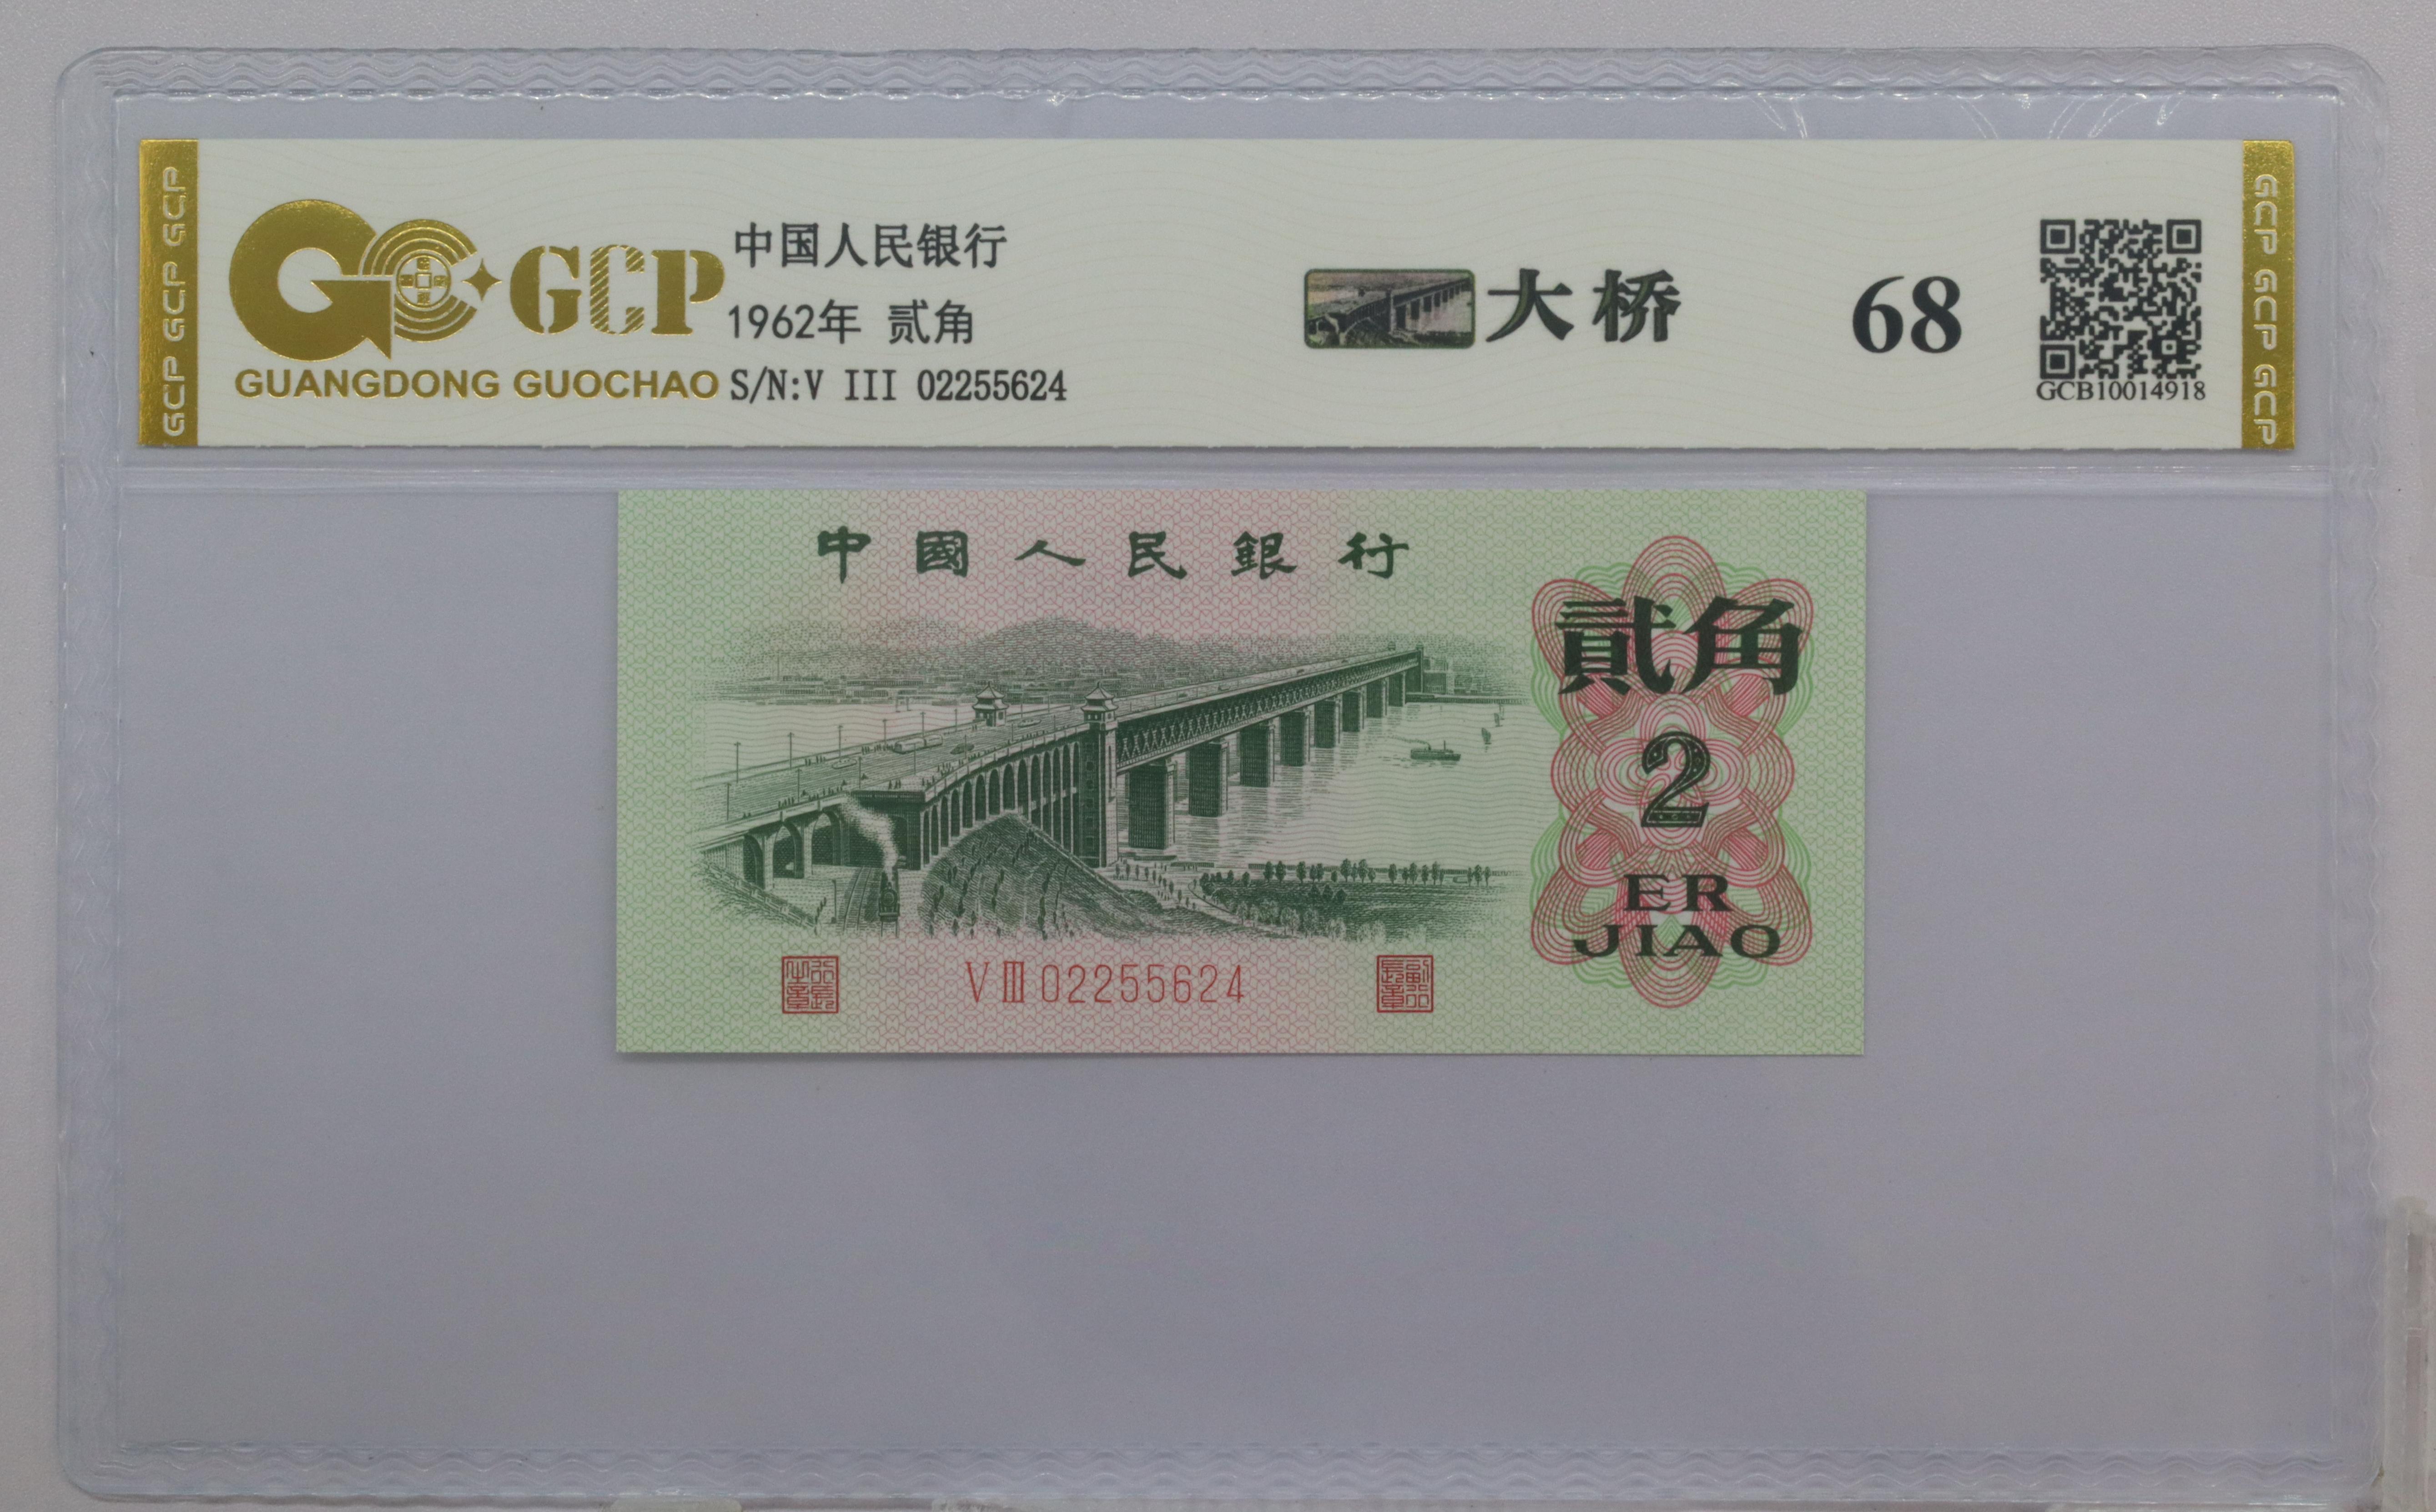 GCP GCP GCP
GCP
GUANGDONG GUOCHAO
中国人民银行
1962年 贰角
S/N:V III 02255624
大桥
68
GCB10014918
GCP GCP GCP
中國人民銀行
貳角
2
ER
JIAO
V III 02255624